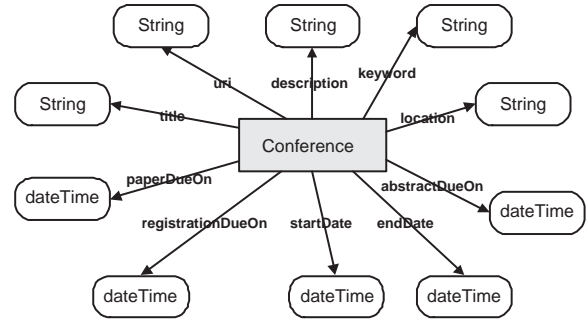 String
String
String
uri
description
keyword
String
title
location
String
Conference
paperDueOn
abstractDueOn
dateTime
dateTime
registrationDueOn
startDate
endDate
dateTime
dateTime
dateTime